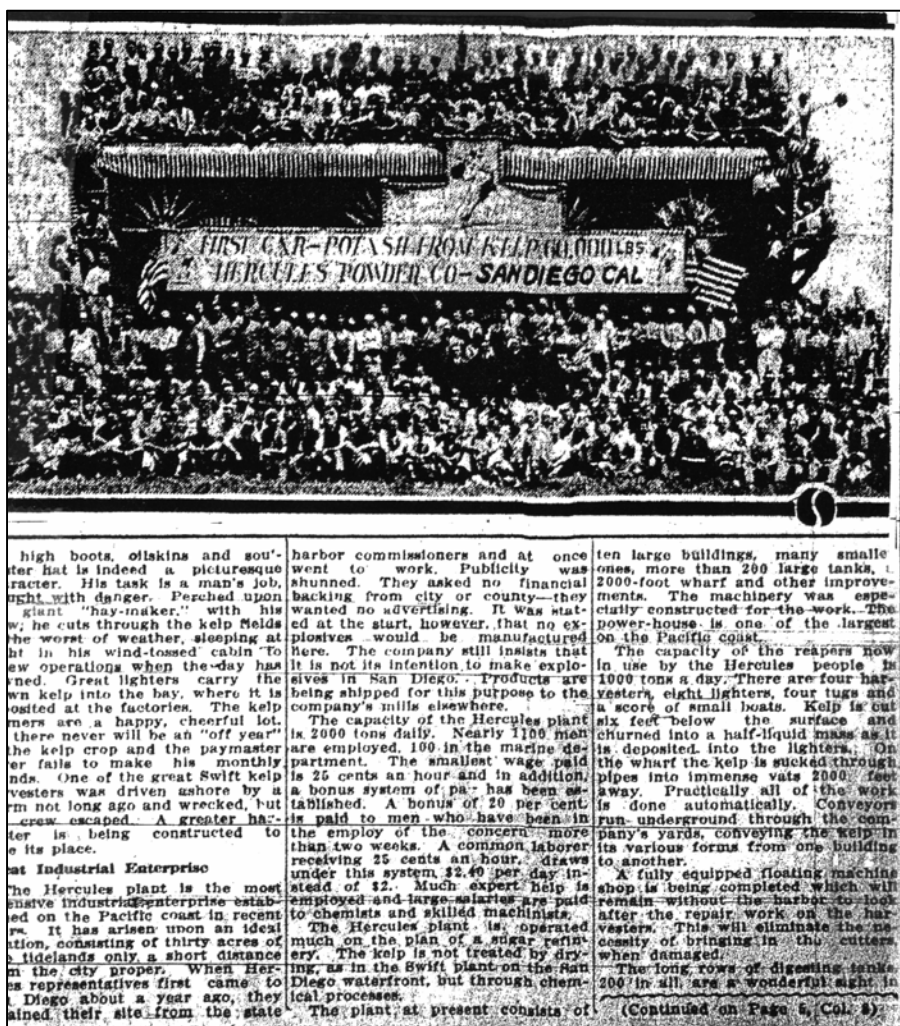 FIRST CAR-POTASH FROM KELP 60,000 LBS
HERCULES POWDER CO-SAN DIEGO CAL
high boots, oilskins and sou'-
ter hat is indeed a picturesque
racter. His task is a man's job,
ught with danger. Perched upon
giant "hay-maker," with his
w, he cuts through the kelp fields
the worst of weather, sleeping at
ht in his wind-tossed cabin to
ew operations when the day has
ned. Great lighters carry the
wn kelp into the bay, where it is
osited at the factories. The kelp
ners are a happy, cheerful lot.
there never will be an "off year"
the kelp crop and the paymaster
er fails to make his monthly
nds. One of the great Swift kelp
vesters was driven ashore by a
rm not long ago and wrecked, but
crew escaped. A greater har-
ter is being constructed to
e its place.
at Industrial Enterprise
he Hercules plant is the most
ensive industrial enterprise estab-
ed on the Pacific coast in recent
rs. It has arisen upon an ideal
ation, consisting of thirty acres of
tidelands only a short distance
m the city proper. When Her-
es representatives first came to
Diego about a year ago, they
ained their site from the state
harbor commissioners and at once
went to work. Publicity was
shunned. They asked no financial
backing from city or county—they
wanted no advertising. It was stat-
ed at the start, however, that no ex-
plosives would be manufactured
here. The company still insists that
it is not its intention to make explo-
sives in San Diego. Products are
being shipped for this purpose to the
company's mills elsewhere.
The capacity of the Hercules plant
is 2000 tons daily. Nearly 1100 men
are employed, 100 in the marine de-
partment. The smallest wage paid
is 25 cents an hour and in addition,
a bonus system of pay has been es-
tablished. A bonus of 20 per cent
is paid to men who have been in
the employ of the concern more
than two weeks. A common laborer
receiving 25 cents an hour, draws
under this system $2.40 per day in-
stead of $2. Much expert help is
employed and large salaries are paid
to chemists and skilled machinists.
The Hercules plant is operated
much on the plan of a sugar refin-
ery. The kelp is not treated by dry-
ing, as in the Swift plant on the San
Diego waterfront, but through chem-
ical processes.
The plant at present consists of
ten large buildings, many smalle
ones, more than 200 large tanks,
2000-foot wharf and other improve-
ments. The machinery was espe-
cially constructed for the work. The
power-house is one of the largest
on the Pacific coast.
The capacity of the reapers now
in use by the Hercules people is
1000 tons a day. There are four har-
vesters, eight lighters, four tugs and
a score of small boats. Kelp is cut
six feet below the surface and
churned into a half-liquid mass as it
is deposited into the lighters. On
the wharf the kelp is sucked through
pipes into immense vats 2000 feet
away. Practically all of the work
is done automatically. Conveyors
run underground through the com-
pany's yards, conveying the kelp in
its various forms from one building
to another.
A fully equipped floating machine
shop is being completed which will
remain without the harbor to look
after the repair work on the har-
vesters. This will eliminate the ne-
cessity of bringing in the cutters
when damaged.
The long rows of digesting tanks,
200 in all, are a wonderful sight in
(Continued on Page 6, Col. 5)